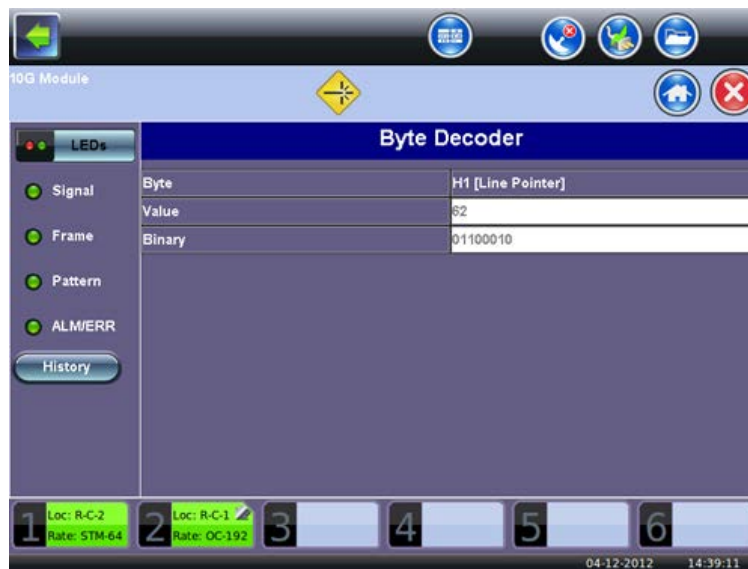 10G Module
LEDs
Byte Decoder
Byte H1 [Line Pointer]
Value 62
Binary 01100010
Signal
Frame
Pattern
ALM/ERR
History
1 Loc: R-C-2
Rate: STM-64
2 Loc: R-C-1
Rate: OC-192
3
4
5
6
04-12-2012 14:39:11